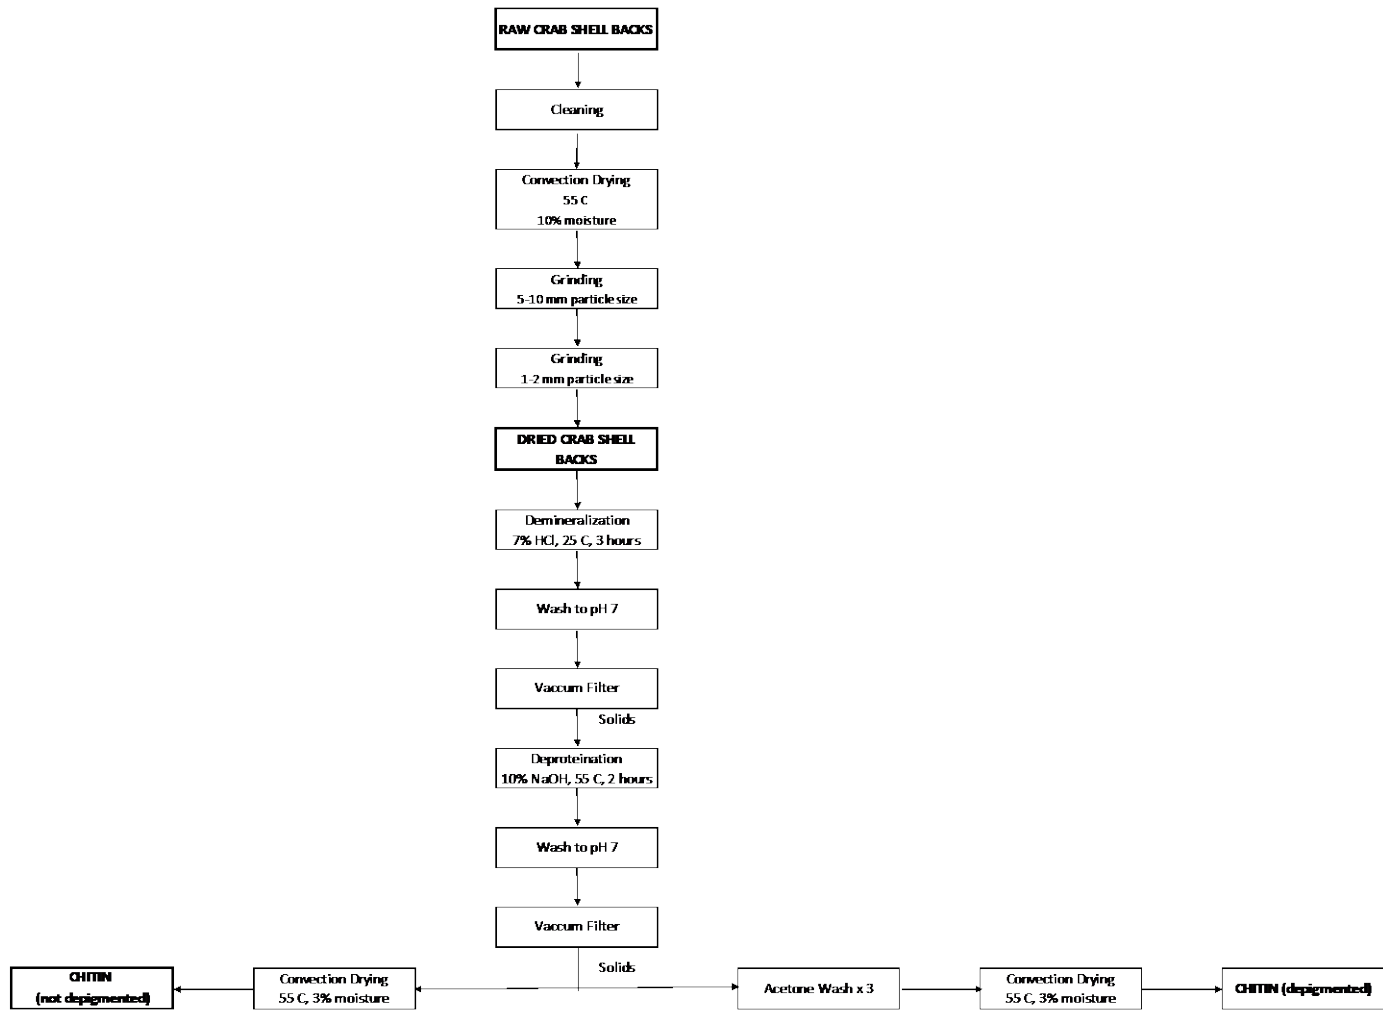 RAW CRAB SHELL BACKS
Cleaning
Convection Drying
55 C
10% moisture
Grinding
5-10 mm particle size
Grinding
1-2 mm particle size
DRIED CRAB SHELL
BACKS
Demineralization
7% HCl, 25 C, 3 hours
Wash to pH 7
Vaccum Filter
Solids
Deproteination
10% NaOH, 55 C, 2 hours
Wash to pH 7
Vaccum Filter
Solids
CHITIN
(not depigmented)
Convection Drying
55 C, 3% moisture
Acetone Wash x 3
Convection Drying
55 C, 3% moisture
CHITIN (depigmented)